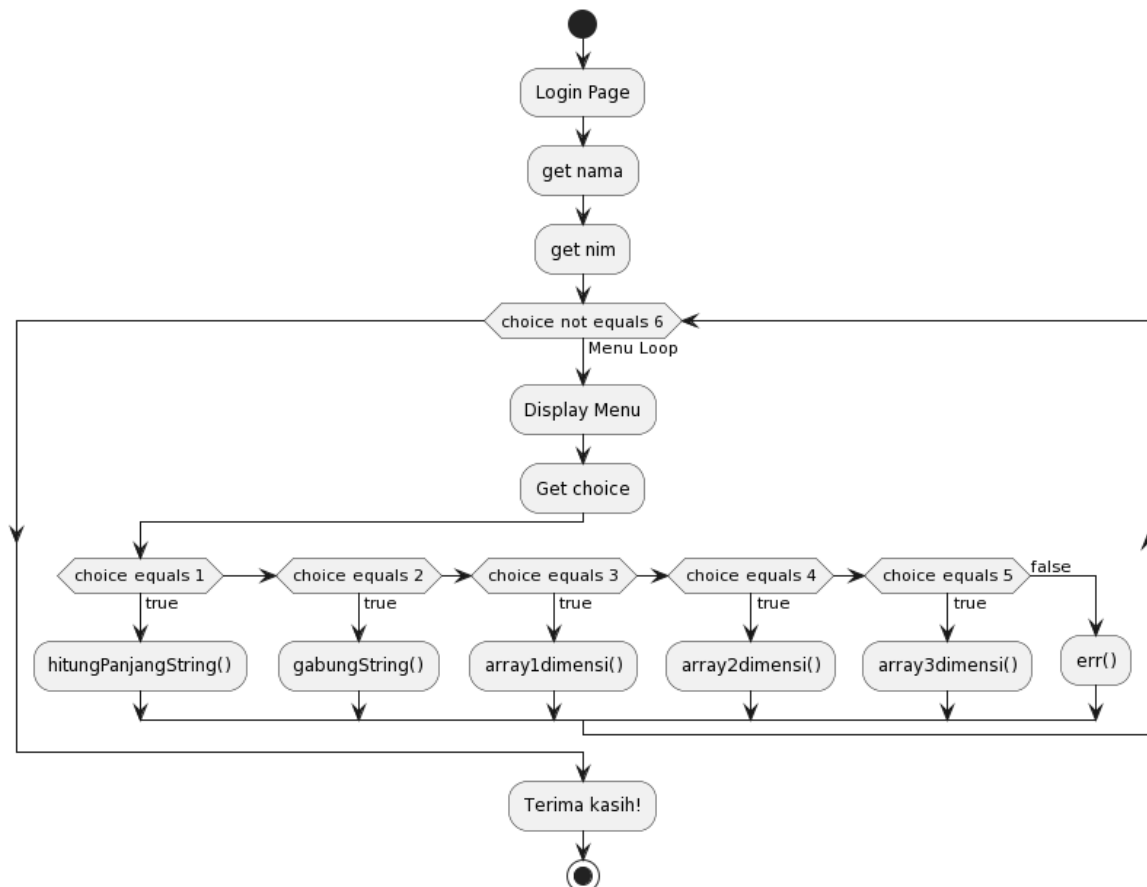 Login Page
get nama
get nim
choice not equals 6
Menu Loop
Display Menu
Get choice
choice equals 1
true
hitungPanjangString()
choice equals 2
true
gabungString()
choice equals 3
true
array1dimensi()
choice equals 4
true
array2dimensi()
choice equals 5
true
array3dimensi()
false
err()
Terima kasih!